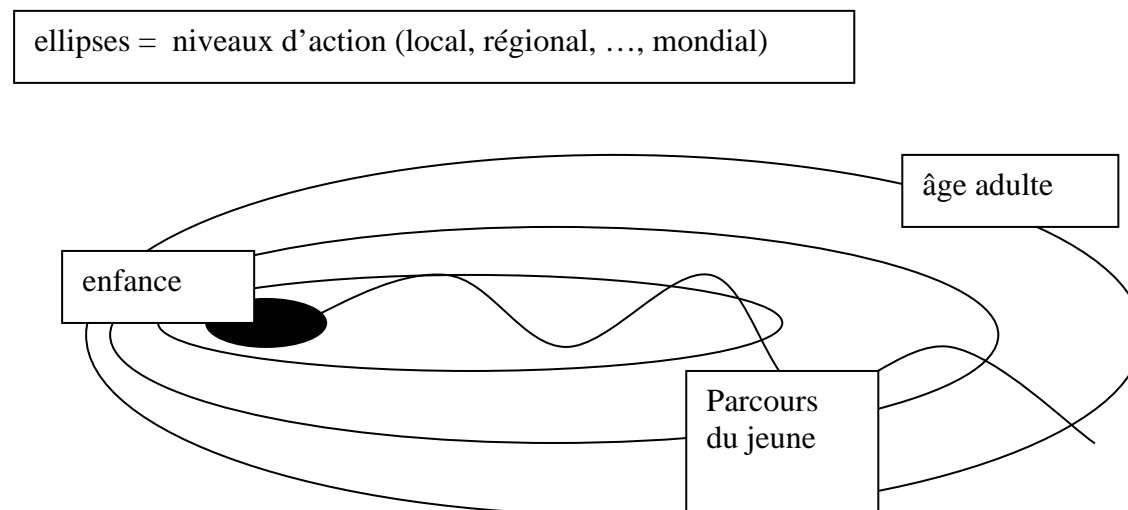 ellipses = niveaux d'action (local, régional, …, mondial)
âge adulte
enfance
Parcours
du jeune